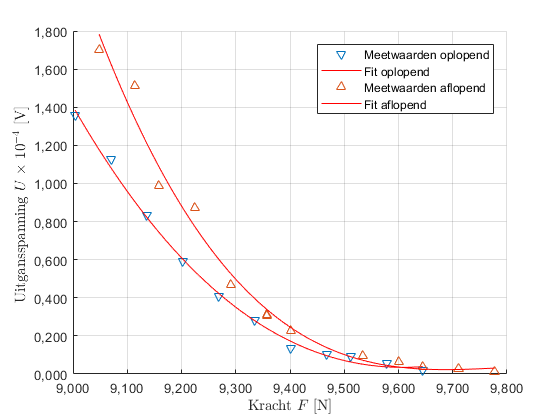 1,800
1,600
1,400
1,200
1,000
0,800
0,600
0,400
0,200
0,000
Uitgansspanning U × 10⁻⁴ [V]
Meetwaarden oplopend
Fit oplopend
Meetwaarden aflopend
Fit aflopend
9,000 9,100 9,200 9,300 9,400 9,500 9,600 9,700 9,800
Kracht F [N]